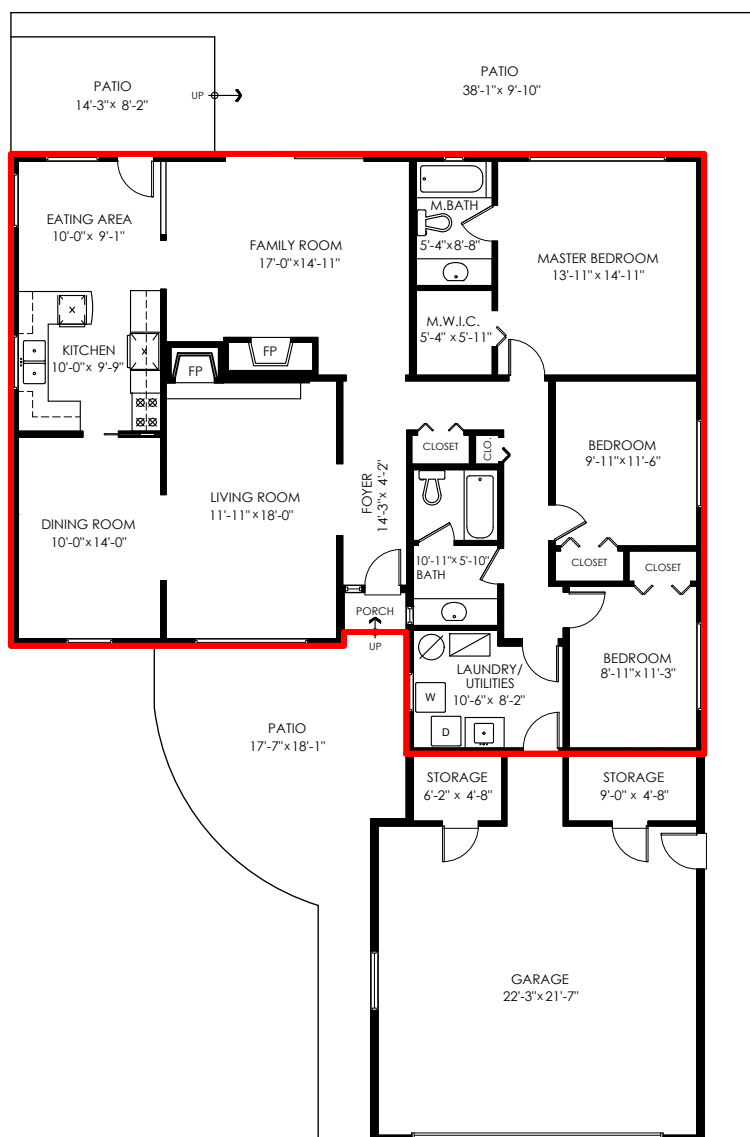 PATIO
14'-3"x 8'-2"
UP
PATIO
38'-1"x 9'-10"
EATING AREA
10'-0"x 9'-1"
FAMILY ROOM
17'-0"x14'-11"
M.BATH
5'-4"x8'-8"
MASTER BEDROOM
13'-11"x 14'-11"
M.W.I.C.
5'-4"x 5'-11"
KITCHEN
10'-0"x 9'-9"
FP
FP
CLOSET
CLO.
BEDROOM
9'-11"x11'-6"
LIVING ROOM
11'-11"x18'-0"
FOYER
14'-3"x 4'-2"
DINING ROOM
10'-0"x14'-0"
10'-11"x5'-10"
BATH
CLOSET
CLOSET
PORCH
UP
BEDROOM
8'-11"x11'-3"
LAUNDRY/
UTILITIES
10'-6"x 8'-2"
W
D
PATIO
17'-7"x18'-1"
STORAGE
6'-2" x 4'-8"
STORAGE
9'-0" x 4'-8"
GARAGE
22'-3"x21'-7"